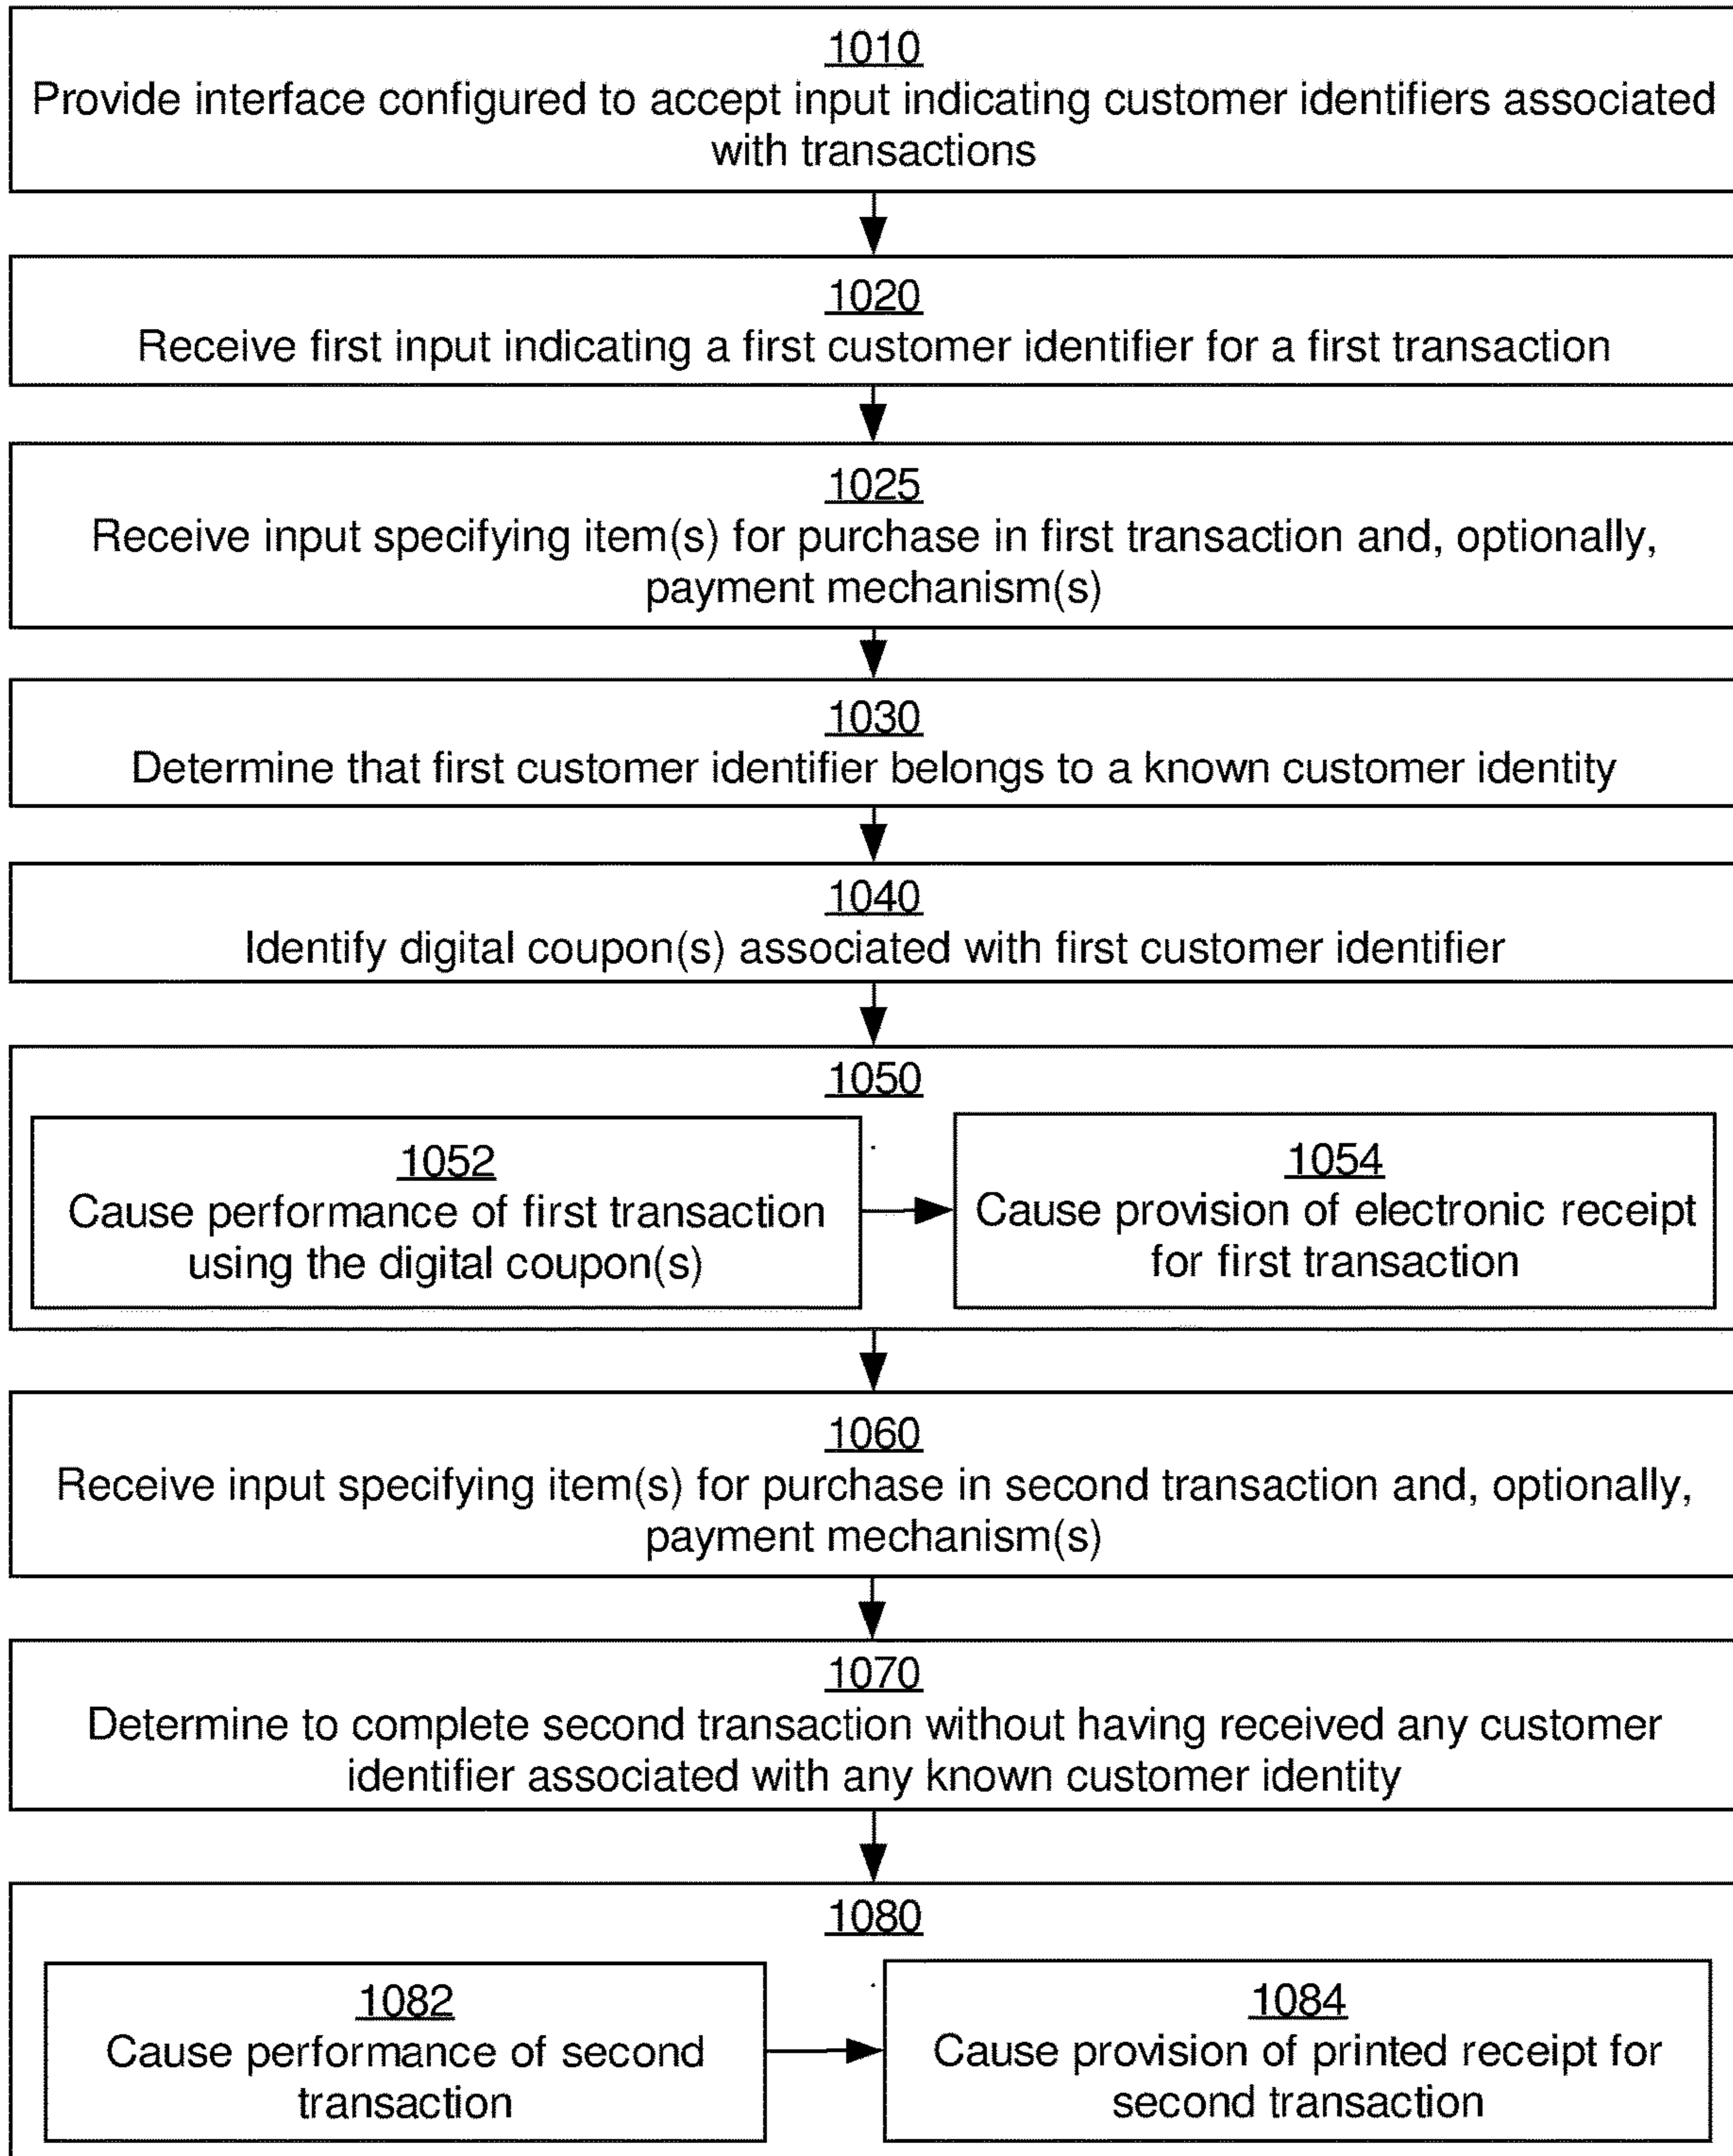 1010
Provide interface configured to accept input indicating customer identifiers associated
with transactions
1020
Receive first input indicating a first customer identifier for a first transaction
1025
Receive input specifying item(s) for purchase in first transaction and, optionally,
payment mechanism(s)
1030
Determine that first customer identifier belongs to a known customer identity
1040
Identify digital coupon(s) associated with first customer identifier
1050
1052
Cause performance of first transaction
using the digital coupon(s)
1054
Cause provision of electronic receipt
for first transaction
1060
Receive input specifying item(s) for purchase in second transaction and, optionally,
payment mechanism(s)
1070
Determine to complete second transaction without having received any customer
identifier associated with any known customer identity
1080
1082
Cause performance of second
transaction
1084
Cause provision of printed receipt for
second transaction